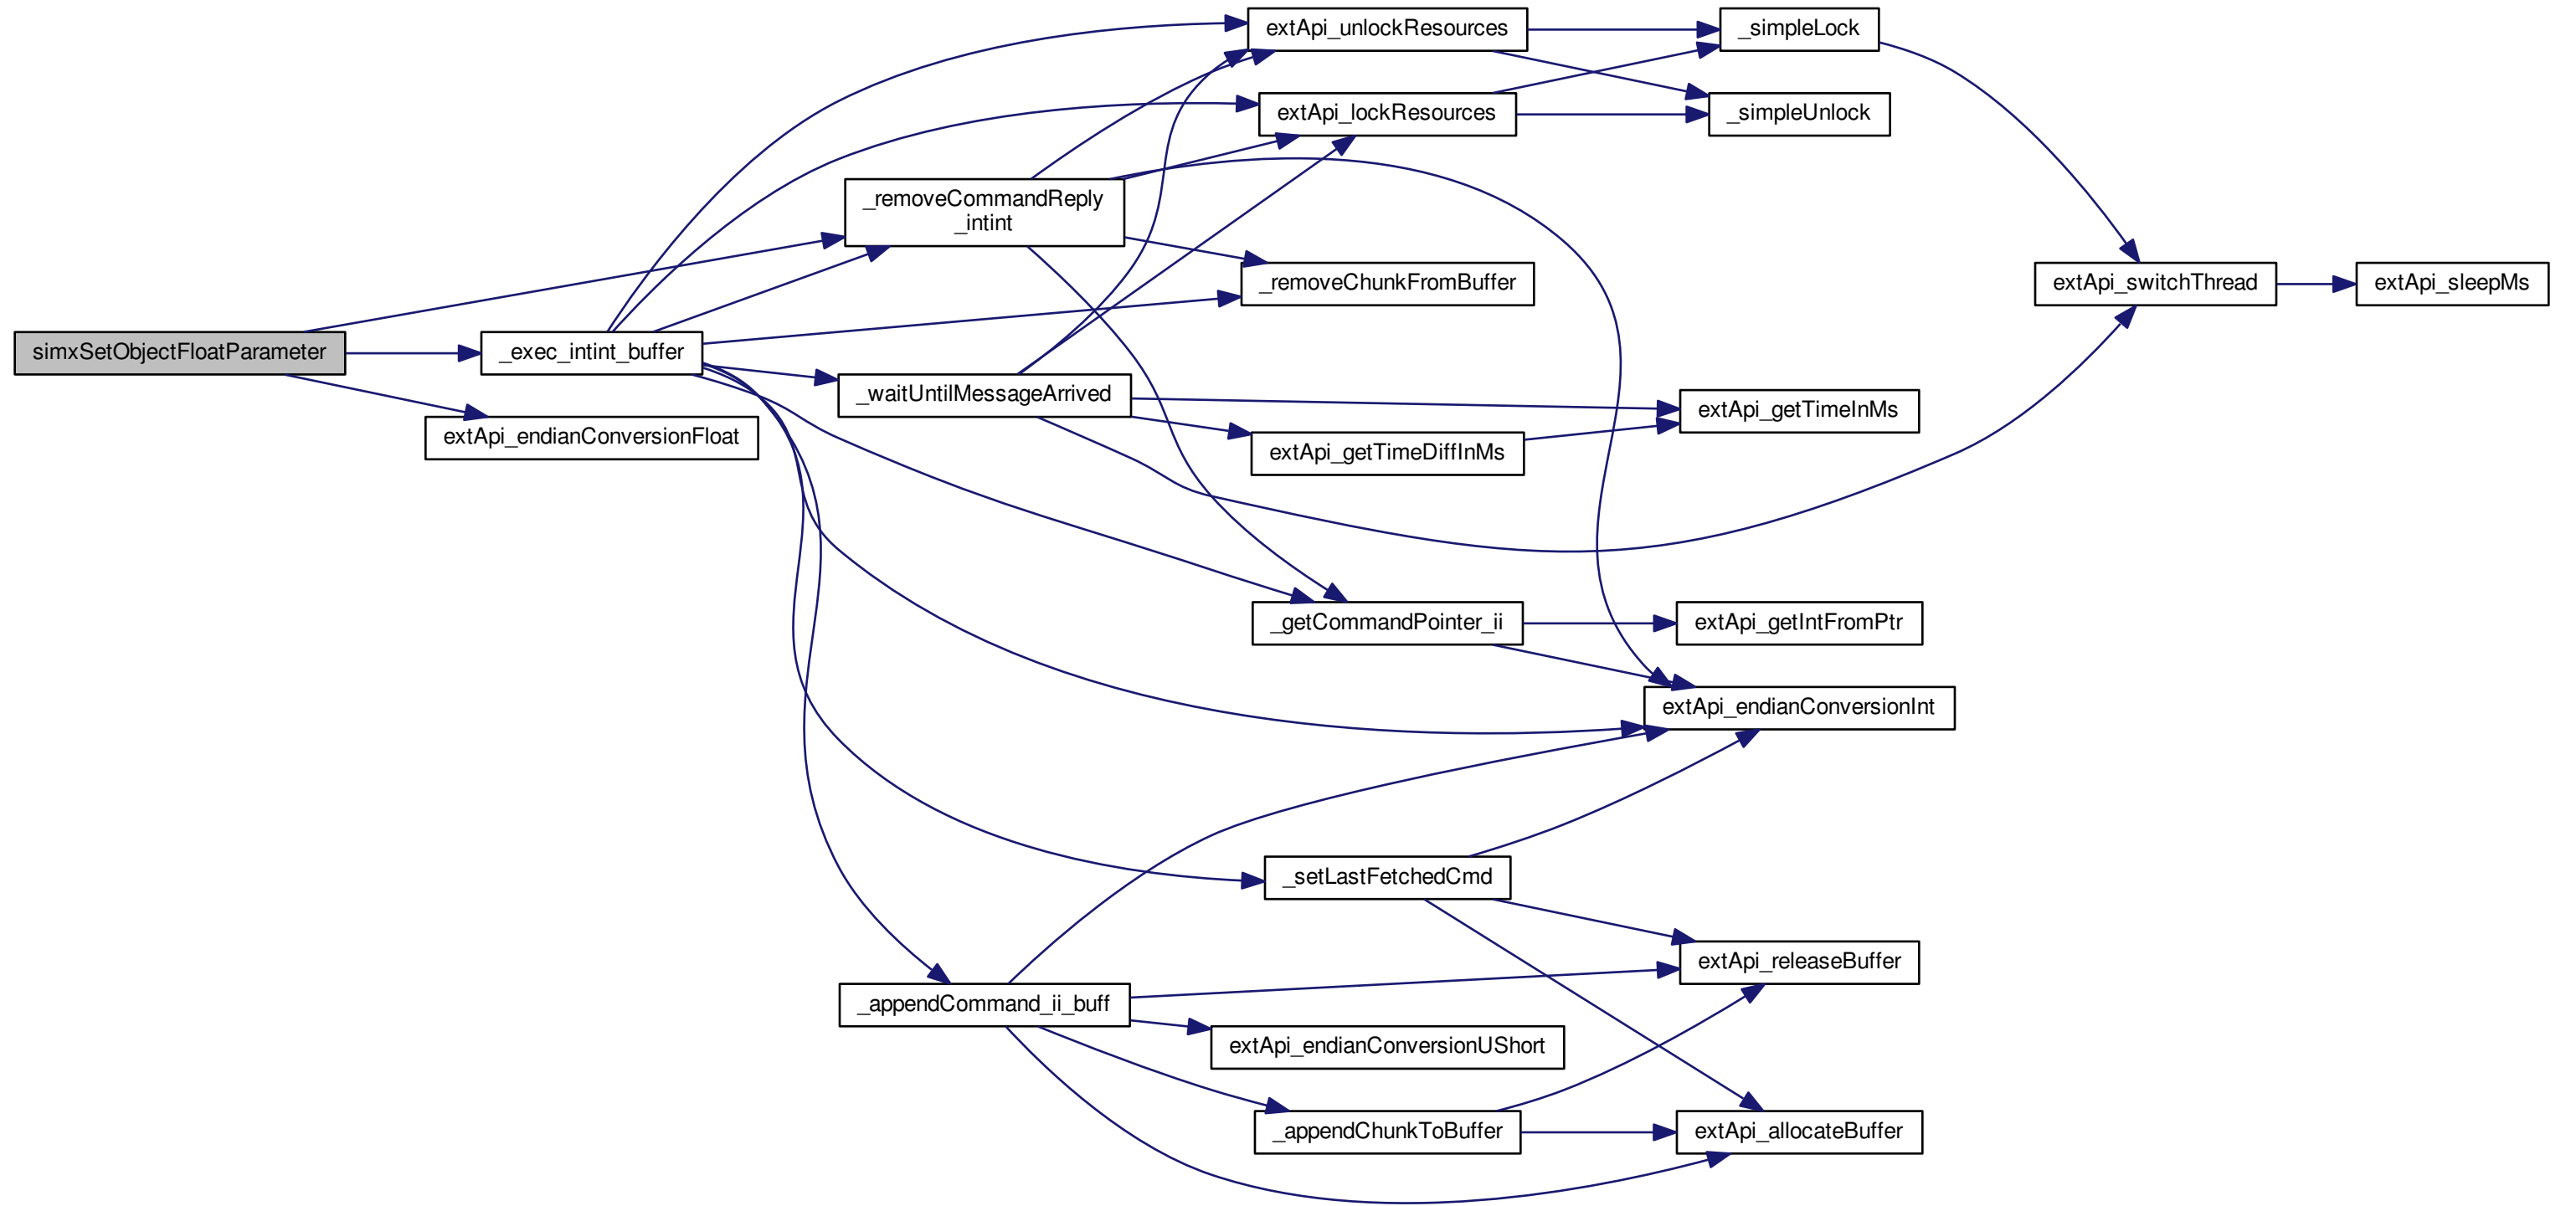 extApi_unlockResources
_simpleLock
extApi_lockResources
_simpleUnlock
_removeCommandReply
_intint
_removeChunkFromBuffer
extApi_switchThread
extApi_sleepMs
simxSetObjectFloatParameter
_exec_intint_buffer
_waitUntilMessageArrived
extApi_getTimeInMs
extApi_endianConversionFloat
extApi_getTimeDiffInMs
_getCommandPointer_ii
extApi_getIntFromPtr
extApi_endianConversionInt
_setLastFetchedCmd
extApi_releaseBuffer
_appendCommand_ii_buff
extApi_endianConversionUShort
_appendChunkToBuffer
extApi_allocateBuffer